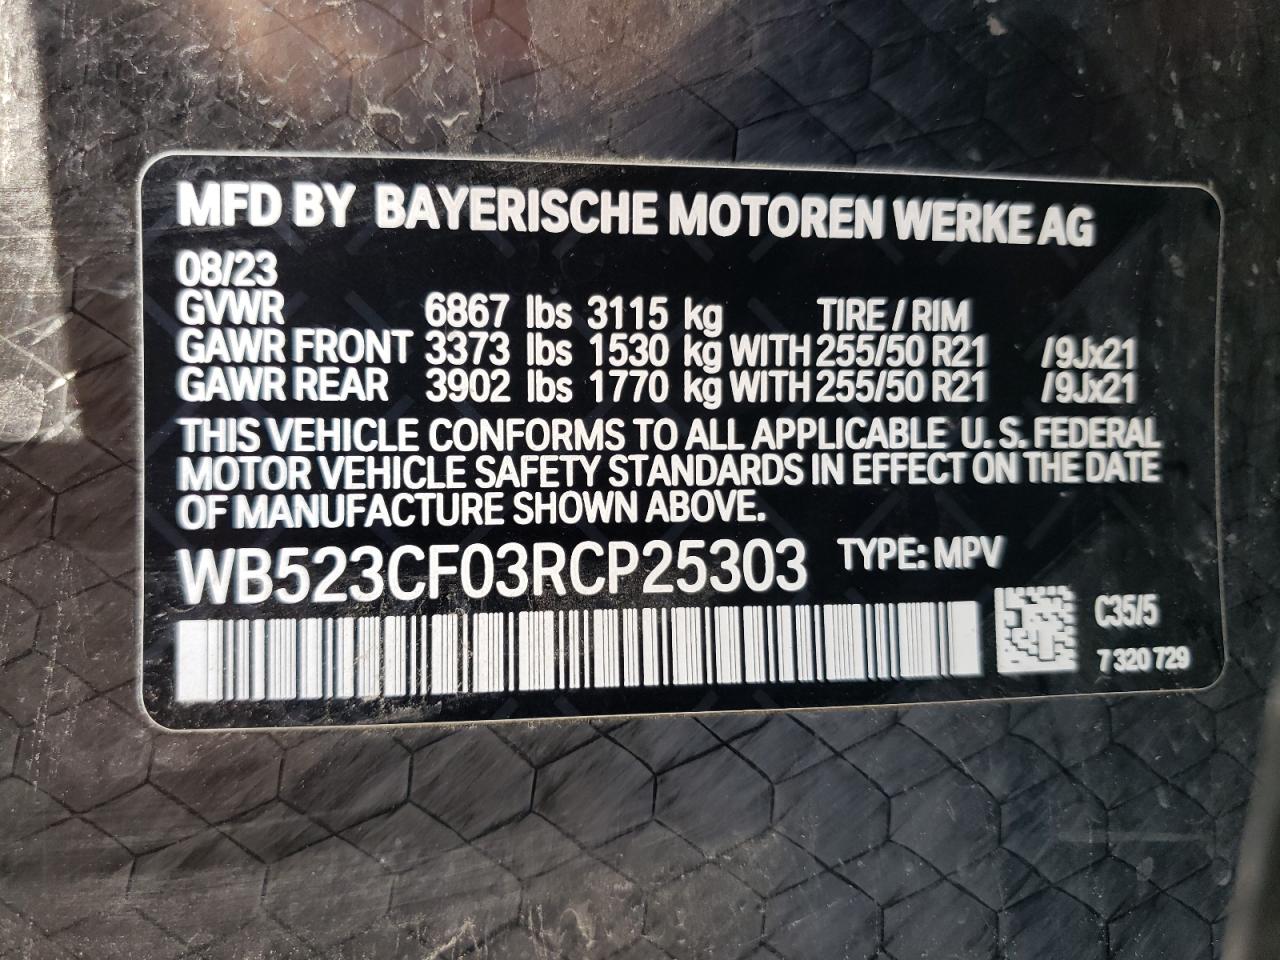 MFD BY BAYERISCHE MOTOREN WERKE AG
08/23
GVWR 6867 lbs 3115 kg TIRE / RIM
GAWR FRONT 3373 lbs 1530 kg WITH 255/50 R21 /9Jx21
GAWR REAR 3902 lbs 1770 kg WITH 255/50 R21 /9Jx21
THIS VEHICLE CONFORMS TO ALL APPLICABLE U.S. FEDERAL
MOTOR VEHICLE SAFETY STANDARDS IN EFFECT ON THE DATE
OF MANUFACTURE SHOWN ABOVE.
WB523CF03RCP25303 TYPE: MPV
C35/5
7 320 729